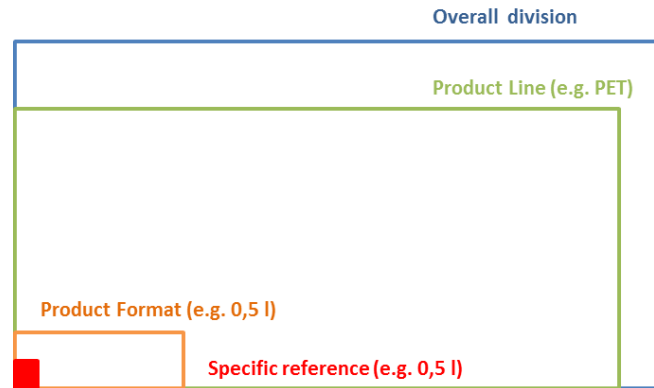 Overall division
Product Line (e.g. PET)
Product Format (e.g. 0,5 l)
Specific reference (e.g. 0,5 l)